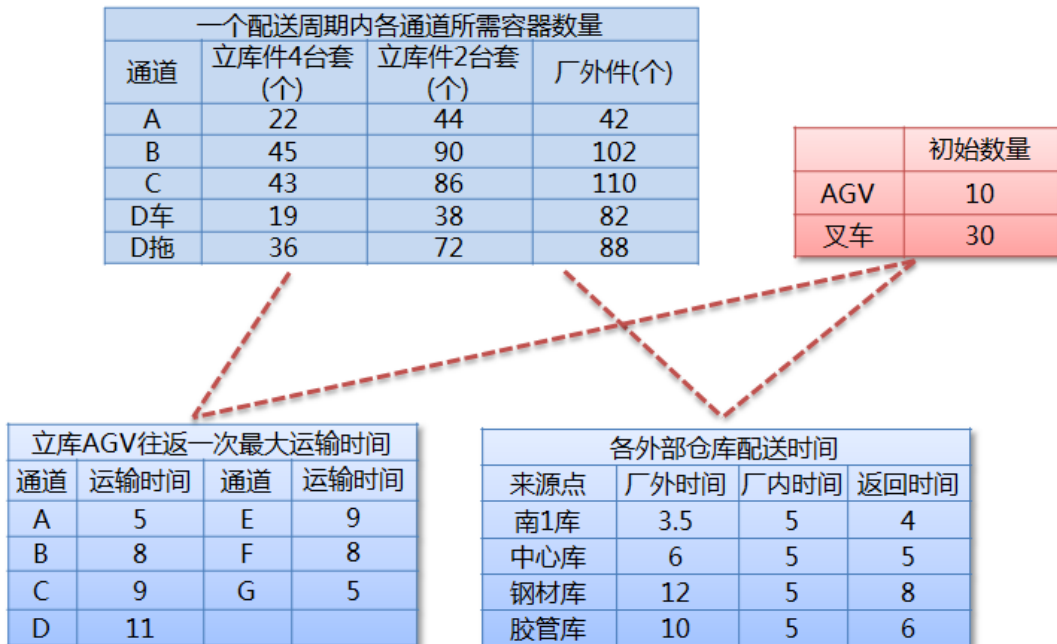 一个配送周期内各通道所需容器数量
通道 立库件4台套(个) 立库件2台套(个) 厂外件(个)
A 22 44 42
B 45 90 102
C 43 86 110
D车 19 38 82
D拖 36 72 88
初始数量
AGV 10
叉车 30
立库AGV往返一次最大运输时间
通道 运输时间 通道 运输时间
A 5 E 9
B 8 F 8
C 9 G 5
D 11
各外部仓库配送时间
来源点 厂外时间 厂内时间 返回时间
南1库 3.5 5 4
中心库 6 5 5
钢材库 12 5 8
胶管库 10 5 6